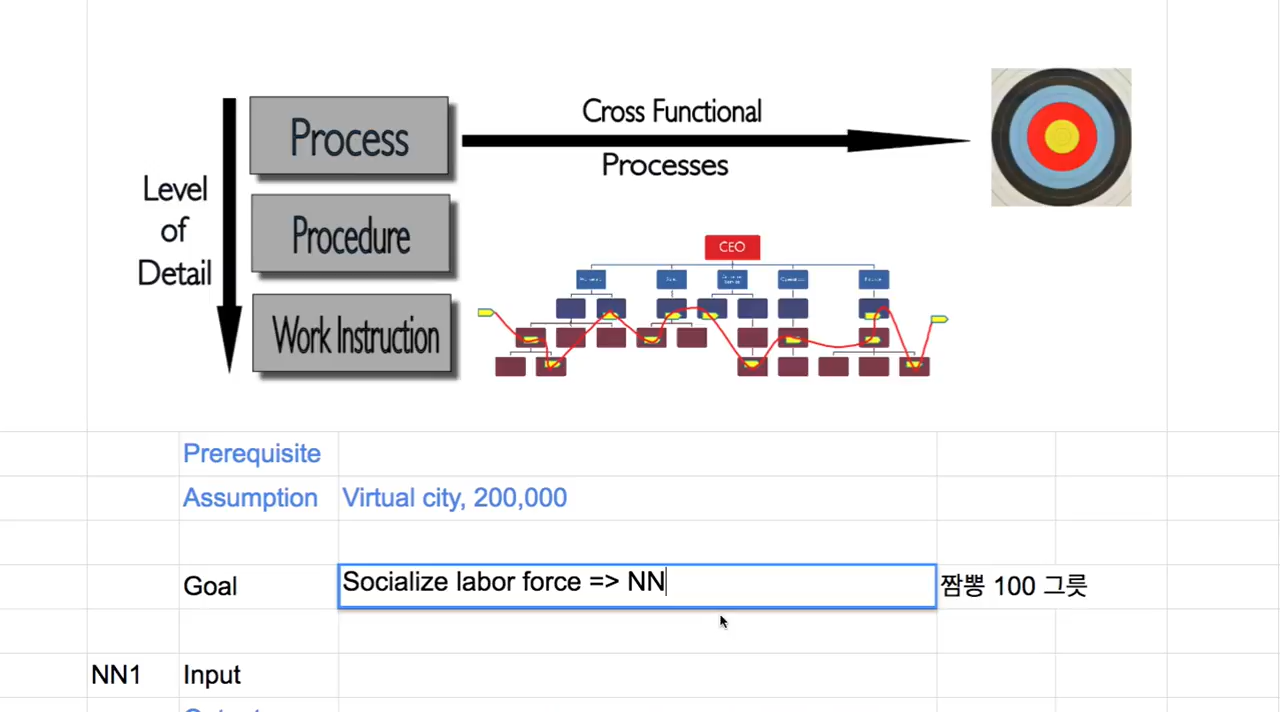 Cross Functional
Processes
Level
of
Detail
Process
Procedure
Work Instruction
CEO
Prerequisite
Assumption Virtual city, 200,000
Goal Socialize labor force => NN 짬뽕 100 그릇
NN1 Input